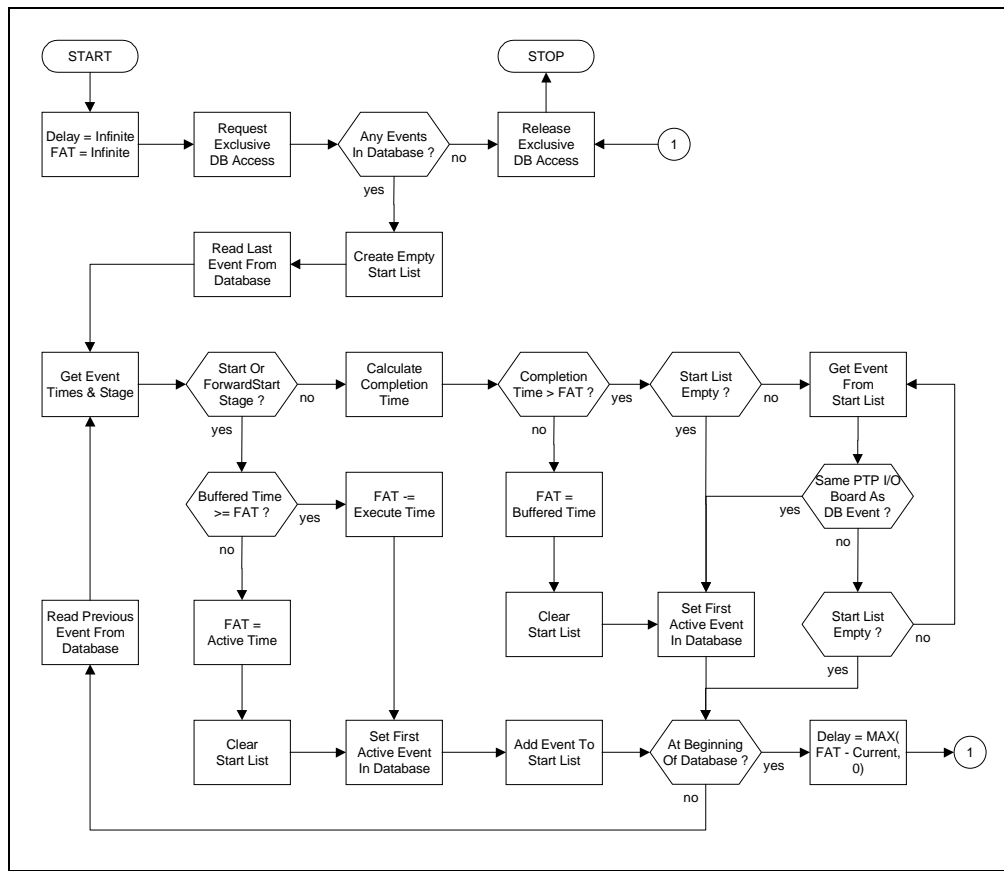 START
STOP
Delay = Infinite
FAT = Infinite
Request
Exclusive
DB Access
Any Events
In Database ?
no
Release
Exclusive
DB Access
1
yes
Read Last
Event From
Database
Create Empty
Start List
Get Event
Times & Stage
Start Or
ForwardStart
Stage ?
no
Calculate
Completion
Time
Completion
Time > FAT ?
yes
Start List
Empty ?
no
Get Event
From
Start List
yes
no
yes
Buffered Time
>= FAT ?
yes
FAT -=
Execute Time
FAT =
Buffered Time
Same PTP I/O
Board As
DB Event ?
yes
no
no
Read Previous
Event From
Database
FAT =
Active Time
Clear
Start List
Set First
Active Event
In Database
Start List
Empty ?
no
yes
Clear
Start List
Set First
Active Event
In Database
Add Event To
Start List
At Beginning
Of Database ?
yes
Delay = MAX(
FAT - Current,
0)
1
no